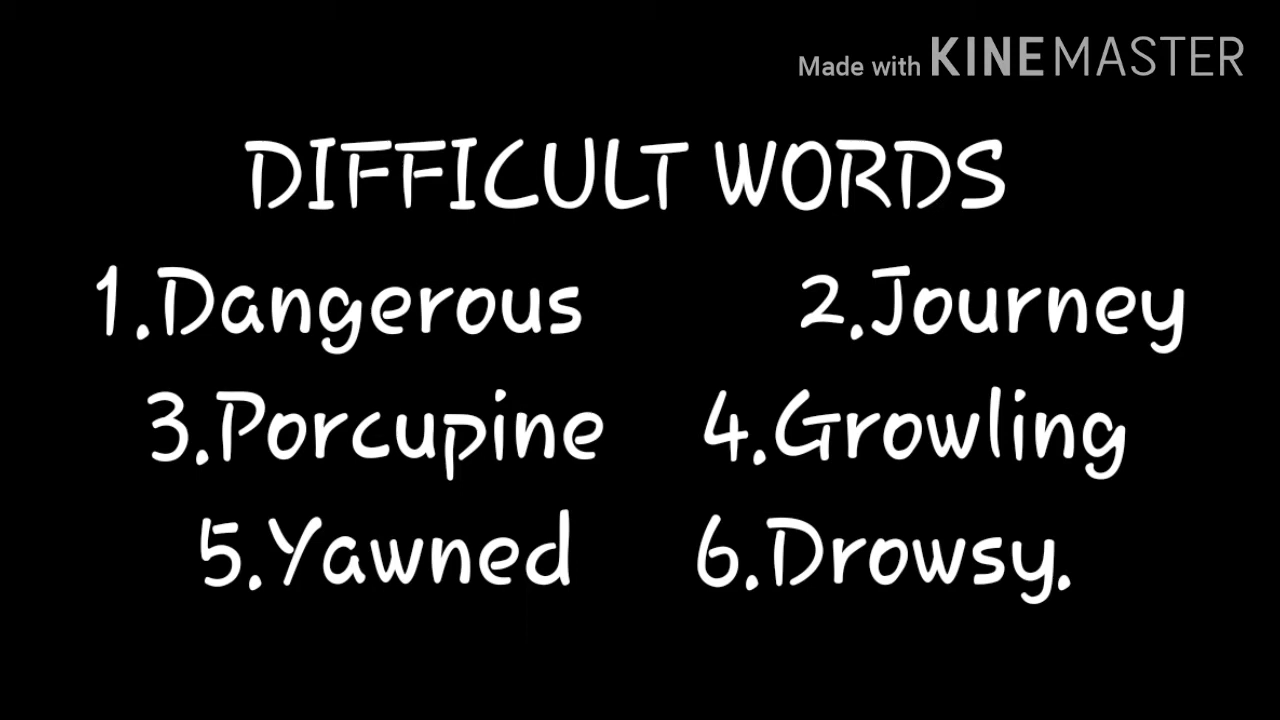 Made with KINEMASTER
DIFFICULT WORDS
1.Dangerous 2.Journey
3.Porcupine 4.Growling
5.Yawned 6.Drowsy.